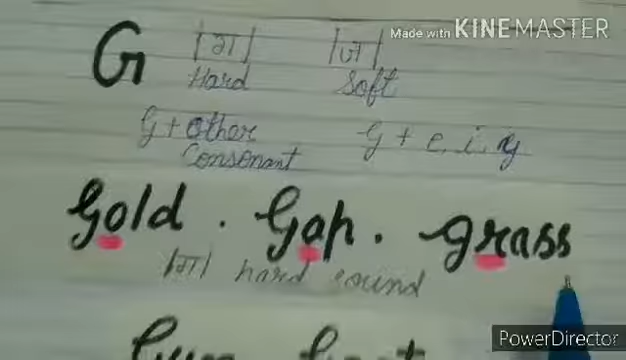 Made with KINEMASTER
G |ग| |ज|
Hard Soft
G + other G + e, i, y
Consonant
Gold . Gap . grass
|ग| hard sound
PowerDirector